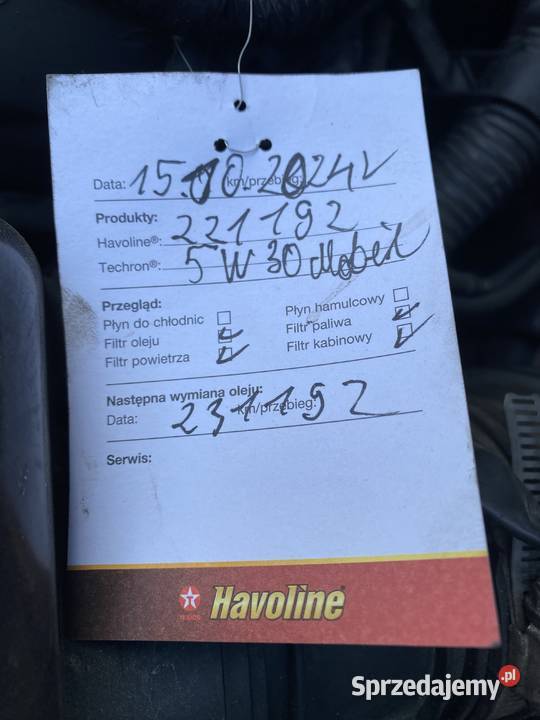 Data: 15.10.2024r km/przebieg:
Produkty:
Havoline®: 221192
Techron®: 5W30 Mobil
Przegląd:
Płyn do chłodnic
Płyn hamulcowy
Filtr oleju
Filtr paliwa
Filtr powietrza
Filtr kabinowy
Następna wymiana oleju:
Data: 231192 km/przebieg:
Serwis:
TEXACO
Havoline
Sprzedajemy.pl